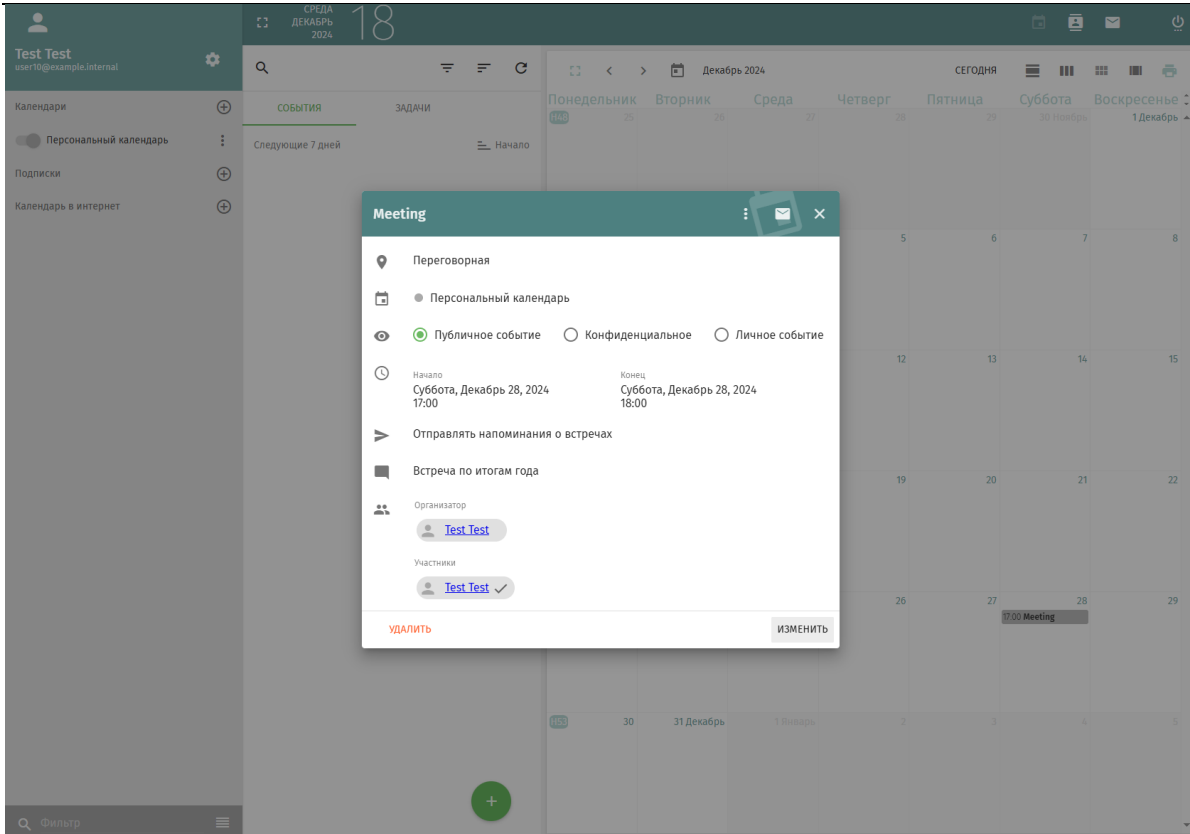 СРЕДА
ДЕКАБРЬ
2024
18
Test Test
user10@example.internal
Календари
Персональный календарь
Подписки
Календарь в интернет
Фильтр
СОБЫТИЯ
ЗАДАЧИ
Следующие 7 дней
Начало
Декабрь 2024
СЕГОДНЯ
Понедельник Вторник Среда Четверг Пятница Суббота Воскресенье
H48 25 26 27 28 29 30 Ноябрь 1 Декабрь
5 6 7 8
12 13 14 15
19 20 21 22
26 27 28 29
17:00 Meeting
H53 30 31 Декабрь 1 Январь 2 3 4 5
Meeting
Переговорная
Персональный календарь
Публичное событие Конфиденциальное Личное событие
Начало Конец
Суббота, Декабрь 28, 2024 Суббота, Декабрь 28, 2024
17:00 18:00
Отправлять напоминания о встречах
Встреча по итогам года
Организатор
Test Test
Участники
Test Test
УДАЛИТЬ ИЗМЕНИТЬ